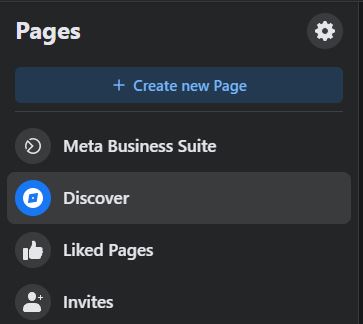 Pages
+ Create new Page
Meta Business Suite
Discover
Liked Pages
Invites